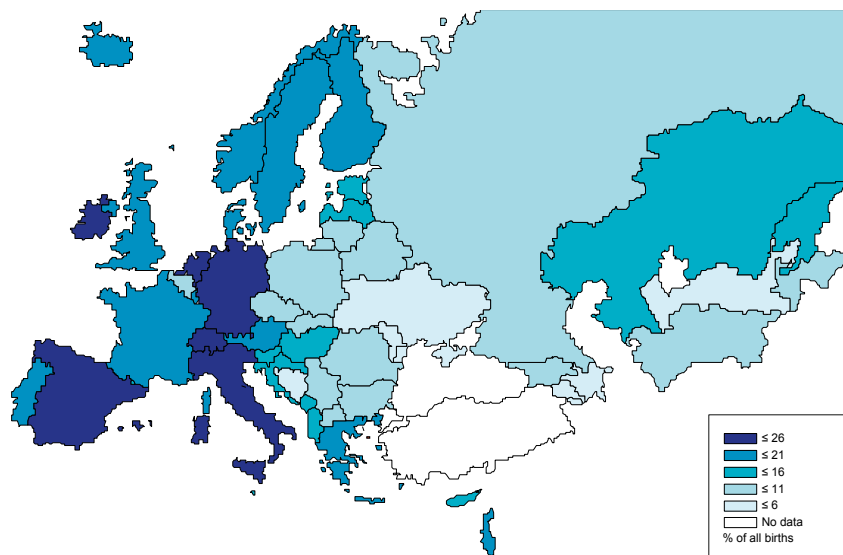 ≤ 26
≤ 21
≤ 16
≤ 11
≤ 6
No data
% of all births